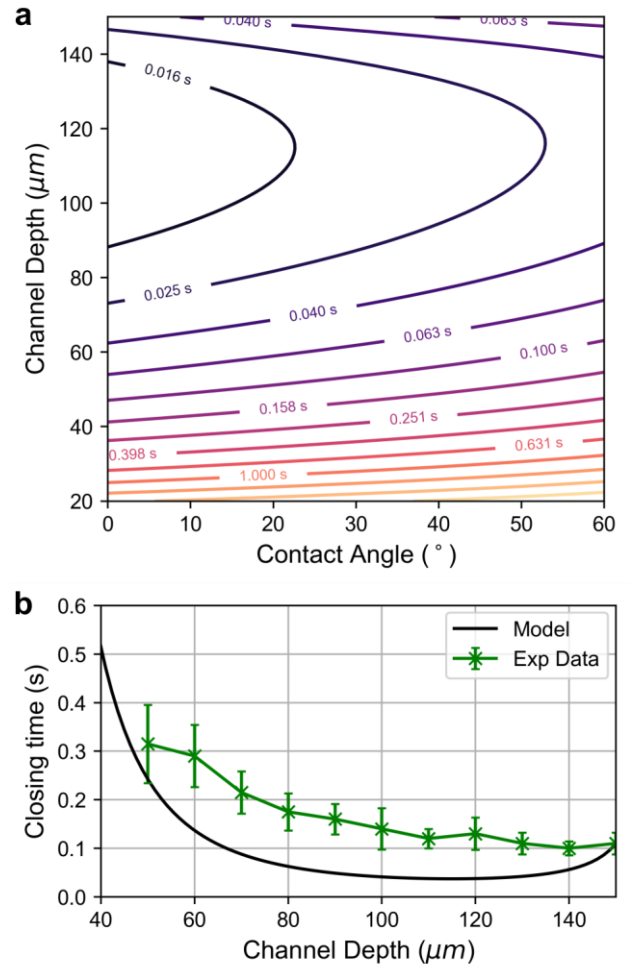 a
Channel Depth (μm)
140
120
100
80
60
40
20
0.040 s
0.063 s
0.016 s
0.025 s
0.040 s
0.063 s
0.100 s
0.158 s
0.251 s
0.398 s
0.631 s
1.000 s
0
10
20
30
40
50
60
Contact Angle (°)
b
Closing time (s)
0.6
0.5
0.4
0.3
0.2
0.1
0.0
Model
Exp Data
40
60
80
100
120
140
Channel Depth (μm)